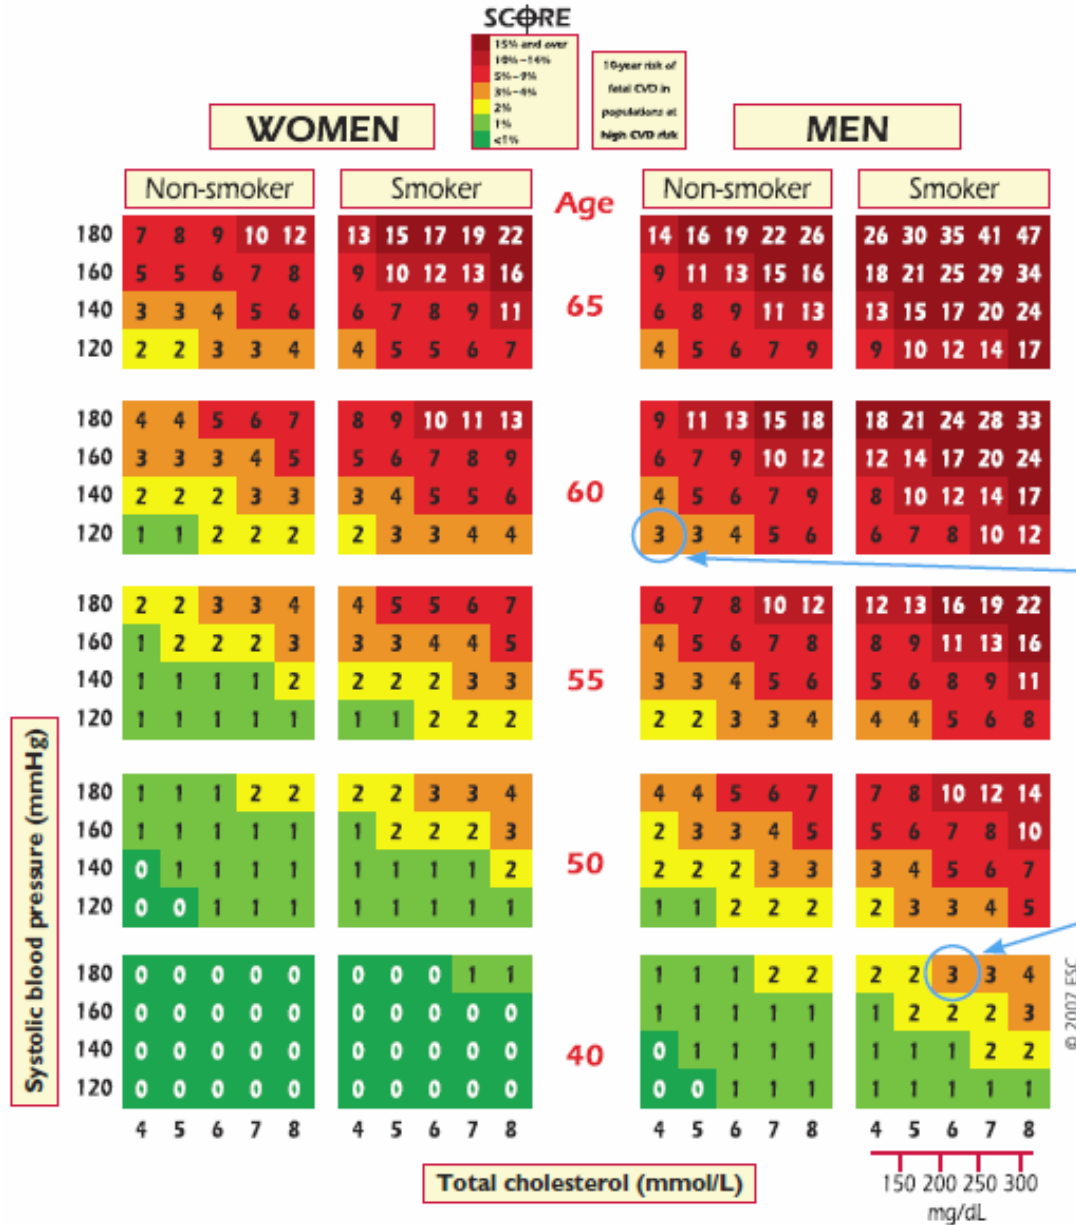 SCORE
15% and over
10%–14%
5%–9%
3%–4%
2%
1%
<1%
10-year risk of
fatal CVD in
populations at
high CVD risk
WOMEN
MEN
Non-smoker Smoker Age Non-smoker Smoker
180 7 8 9 10 12 13 15 17 19 22 14 16 19 22 26 26 30 35 41 47
160 5 5 6 7 8 9 10 12 13 16 9 11 13 15 16 18 21 25 29 34
140 3 3 4 5 6 6 7 8 9 11 65 6 8 9 11 13 13 15 17 20 24
120 2 2 3 3 4 4 5 5 6 7 4 5 6 7 9 9 10 12 14 17
180 4 4 5 6 7 8 9 10 11 13 9 11 13 15 18 18 21 24 28 33
160 3 3 3 4 5 5 6 7 8 9 6 7 9 10 12 12 14 17 20 24
140 2 2 2 3 3 3 4 5 5 6 60 4 5 6 7 9 8 10 12 14 17
120 1 1 2 2 2 2 3 3 4 4 3 3 4 5 6 6 7 8 10 12
180 2 2 3 3 4 4 5 5 6 7 6 7 8 10 12 12 13 16 19 22
160 1 2 2 2 3 3 3 4 4 5 4 5 6 7 8 8 9 11 13 16
140 1 1 1 1 2 2 2 2 3 3 55 3 3 4 5 6 5 6 8 9 11
120 1 1 1 1 1 1 1 2 2 2 2 2 3 3 4 4 4 5 6 8
180 1 1 1 2 2 2 2 3 3 4 4 4 5 6 7 7 8 10 12 14
160 1 1 1 1 1 1 2 2 2 3 2 3 3 4 5 5 6 7 8 10
140 0 1 1 1 1 1 1 1 1 2 50 2 2 2 3 3 3 4 5 6 7
120 0 0 1 1 1 1 1 1 1 1 1 1 2 2 2 2 3 3 4 5
180 0 0 0 0 0 0 0 0 1 1 1 1 1 2 2 2 2 3 3 4
160 0 0 0 0 0 0 0 0 0 0 1 1 1 1 1 1 2 2 2 3
140 0 0 0 0 0 0 0 0 0 0 40 0 1 1 1 1 1 1 1 2 2
120 0 0 0 0 0 0 0 0 0 0 0 0 1 1 1 1 1 1 1 1
4 5 6 7 8 4 5 6 7 8 4 5 6 7 8 4 5 6 7 8
Systolic blood pressure (mmHg)
Total cholesterol (mmol/L)
150 200 250 300
mg/dL
© 2007 ESC